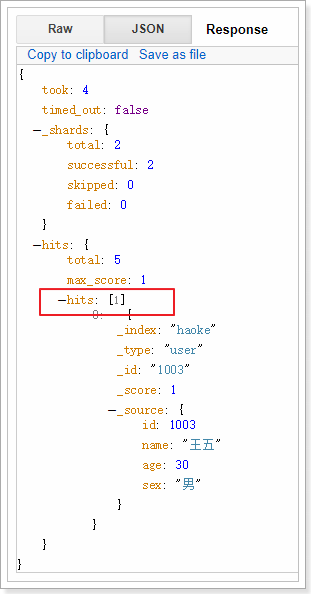 Raw JSON Response
Copy to clipboard Save as file
{
took: 4
timed_out: false
−_shards: {
total: 2
successful: 2
skipped: 0
failed: 0
}
−hits: {
total: 5
max_score: 1
−hits: [1]
0: {
_index: "haoke"
_type: "user"
_id: "1003"
_score: 1
−_source: {
id: 1003
name: "王五"
age: 30
sex: "男"
}
}
}
}